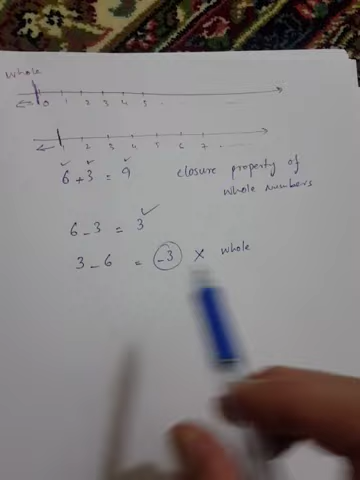 whole
0 1 2 3 4 5
1 2 3 4 5 6 7
6 + 3 = 9 closure property of
whole numbers
6 - 3 = 3
3 - 6 = -3 × whole